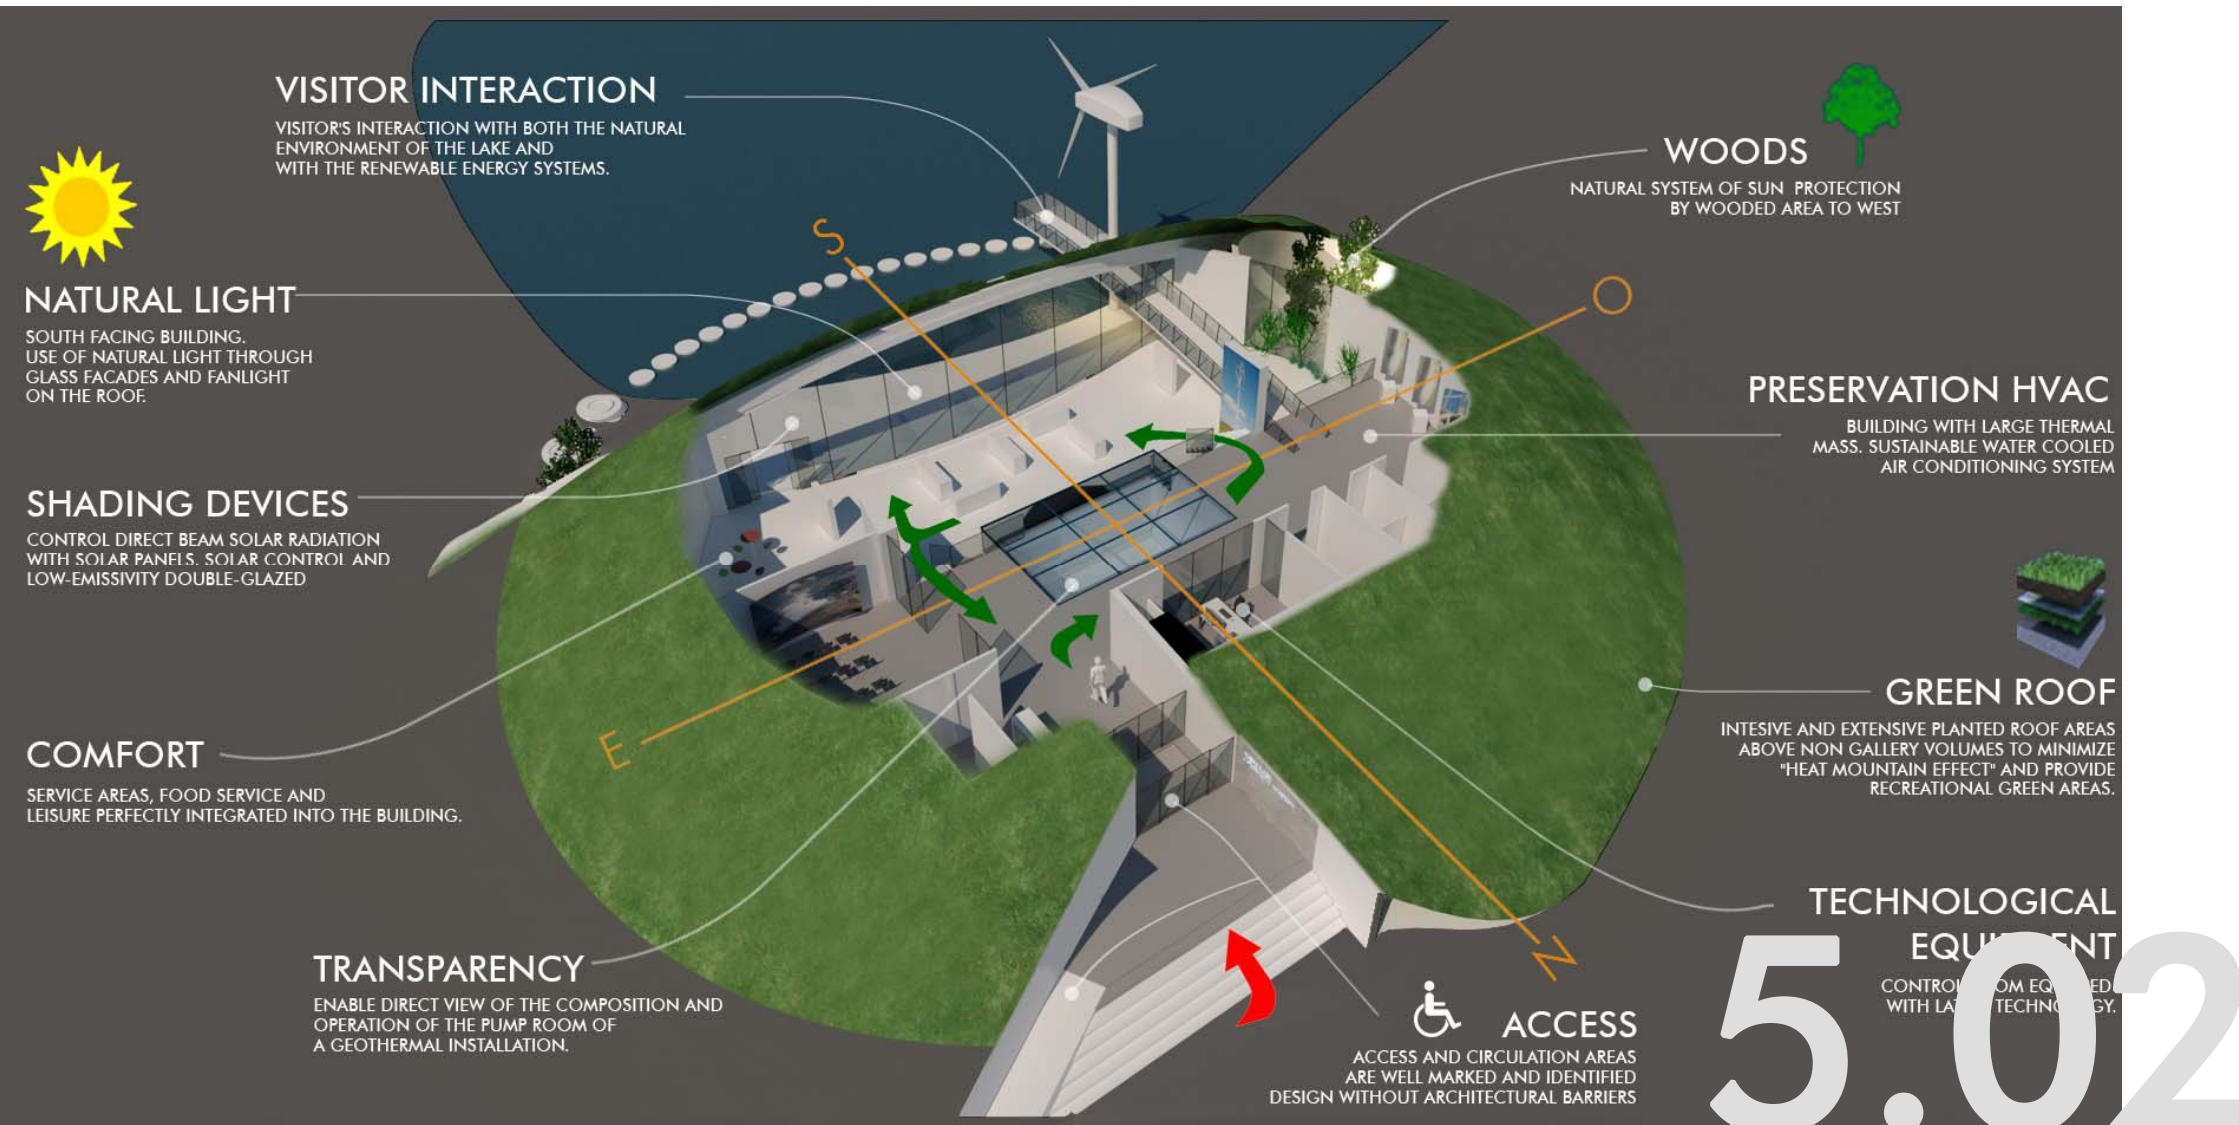 VISITOR INTERACTION
VISITOR'S INTERACTION WITH BOTH THE NATURAL
ENVIRONMENT OF THE LAKE AND
WITH THE RENEWABLE ENERGY SYSTEMS.
WOODS
NATURAL SYSTEM OF SUN PROTECTION
BY WOODED AREA TO WEST
S
O
NATURAL LIGHT
SOUTH FACING BUILDING.
USE OF NATURAL LIGHT THROUGH
GLASS FACADES AND FANLIGHT
ON THE ROOF.
PRESERVATION HVAC
BUILDING WITH LARGE THERMAL
MASS. SUSTAINABLE WATER COOLED
AIR CONDITIONING SYSTEM
SHADING DEVICES
CONTROL DIRECT BEAM SOLAR RADIATION
WITH SOLAR PANELS. SOLAR CONTROL AND
LOW-EMISSIVITY DOUBLE-GLAZED
GREEN ROOF
INTESIVE AND EXTENSIVE PLANTED ROOF AREAS
ABOVE NON GALLERY VOLUMES TO MINIMIZE
"HEAT MOUNTAIN EFFECT" AND PROVIDE
RECREATIONAL GREEN AREAS.
E
COMFORT
SERVICE AREAS, FOOD SERVICE AND
LEISURE PERFECTLY INTEGRATED INTO THE BUILDING.
TECHNOLOGICAL
N
TRANSPARENCY
ENABLE DIRECT VIEW OF THE COMPOSITION AND
OPERATION OF THE PUMP ROOM OF
A GEOTHERMAL INSTALLATION.
WITH
ACCESS
ACCESS AND CIRCULATION AREAS
ARE WELL MARKED AND IDENTIFIED
DESIGN WITHOUT ARCHITECTURAL BARRIERS
5.02